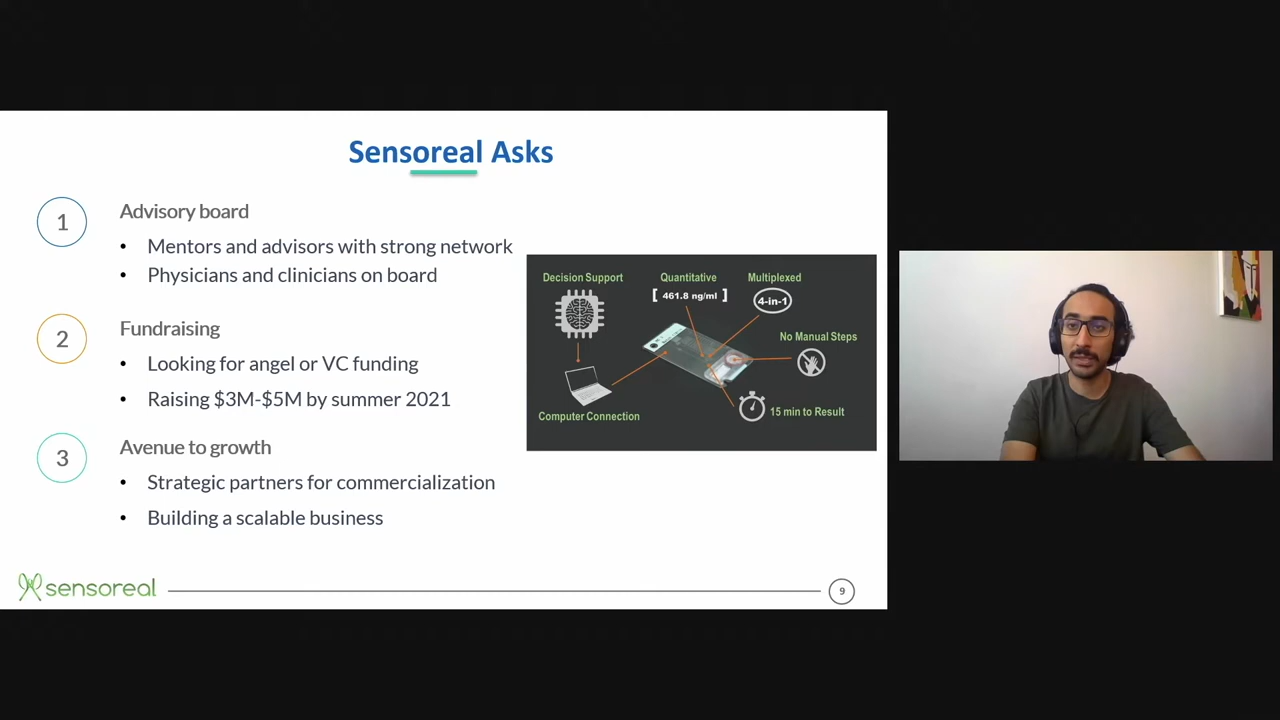 Sensoreal Asks
1
Advisory board
• Mentors and advisors with strong network
• Physicians and clinicians on board
2
Fundraising
• Looking for angel or VC funding
• Raising $3M-$5M by summer 2021
3
Avenue to growth
• Strategic partners for commercialization
• Building a scalable business
Decision Support
Quantitative
[ 461.8 ng/ml ]
Multiplexed
4-in-1
No Manual Steps
15 min to Result
Computer Connection
sensoreal
9